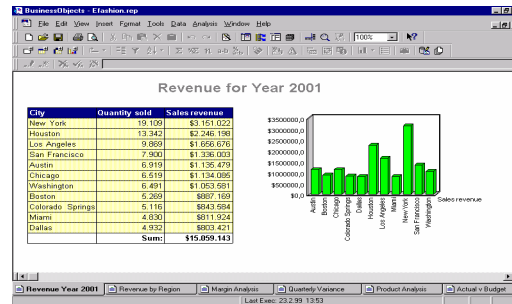 BusinessObjects - Efashion.rep
File Edit View Insert Format Tools Data Analysis Window Help
100%
Revenue for Year 2001
City Quantity sold Sales revenue
New York 19.109 $3.151.022
Houston 13.342 $2.246.198
Los Angeles 9.869 $1.656.676
San Francisco 7.900 $1.336.003
Austin 6.919 $1.135.479
Chicago 6.519 $1.134.085
Washington 6.491 $1.053.581
Boston 5.269 $887.169
Colorado Springs 5.116 $843.584
Miami 4.830 $811.924
Dallas 4.932 $803.421
Sum: $15.059.143
$3500000,0
$3000000,0
$2500000,0
$2000000,0
$1500000,0
$1000000,0
$500000,0
$0,0
Austin
Boston
Chicago
Colorado Springs
Dallas
Houston
Los Angeles
Miami
New York
San Francisco
Washington
Sales revenue
Revenue Year 2001 Revenue by Region Margin Analysis Quarterly Variance Product Analysis Actual v Budget
Last Exec: 23.2.99 13:53